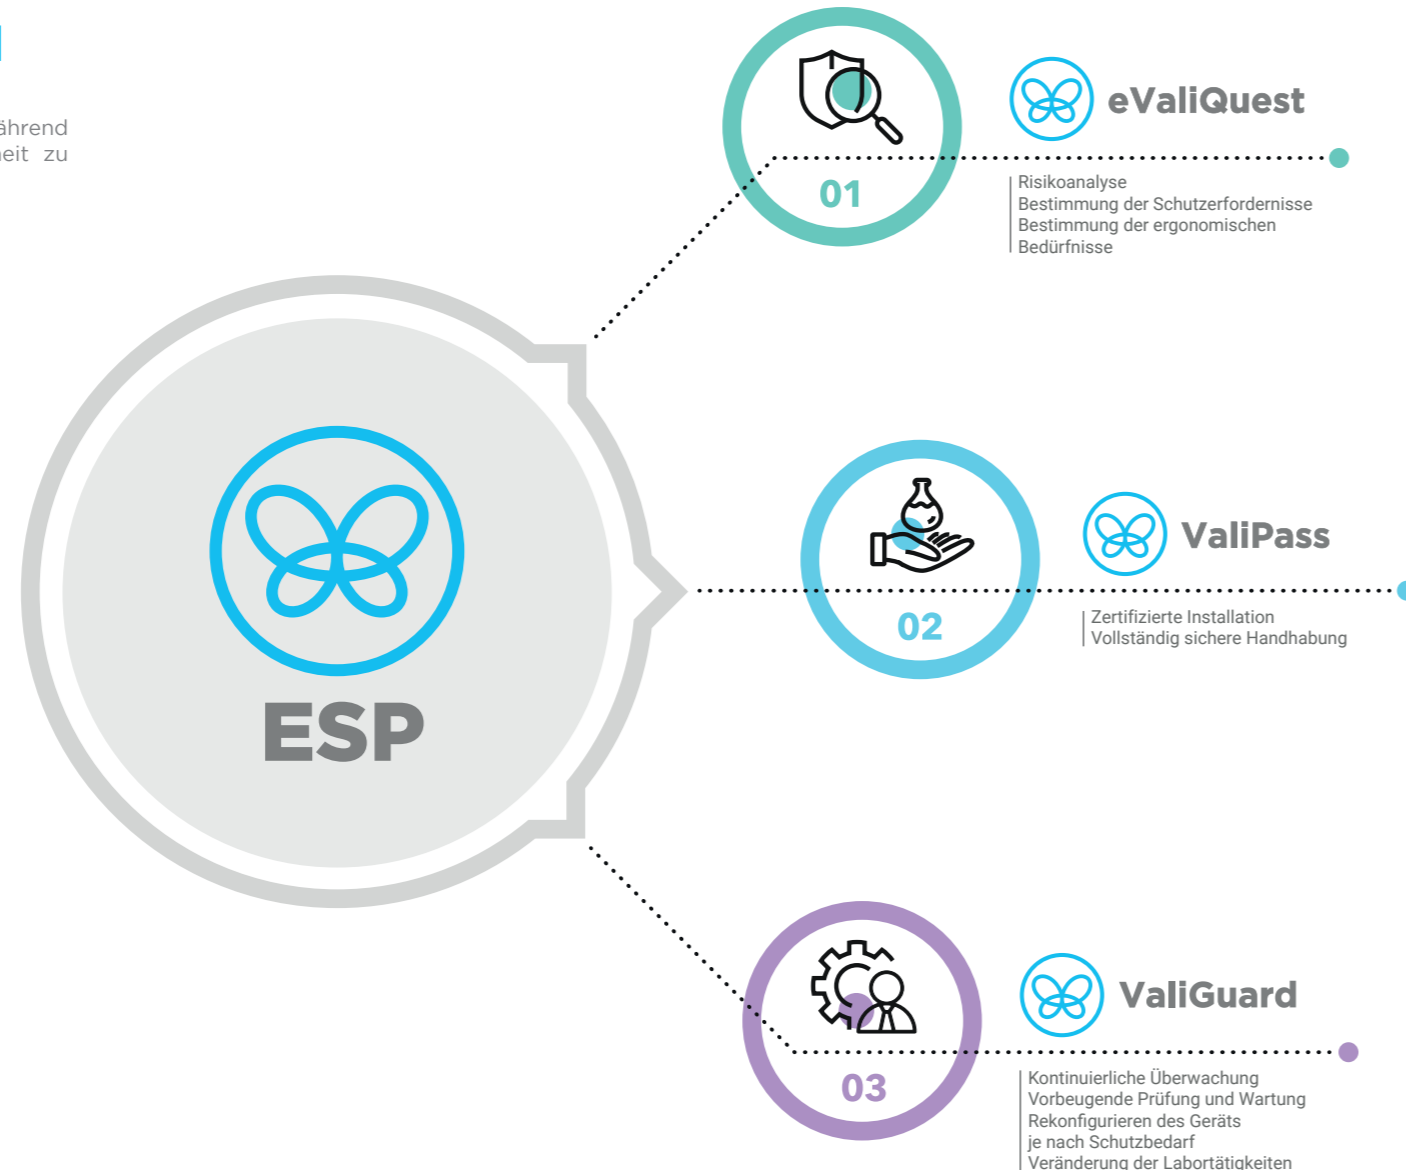 ährend
eit zu
eValiQuest
01
Risikoanalyse
Bestimmung der Schutzerfordernisse
Bestimmung der ergonomischen
Bedürfnisse
ESP
ValiPass
02
Zertifizierte Installation
Vollständig sichere Handhabung
ValiGuard
03
Kontinuierliche Überwachung
Vorbeugende Prüfung und Wartung
Rekonfigurieren des Geräts
je nach Schutzbedarf
Veränderung der Labortätigkeiten